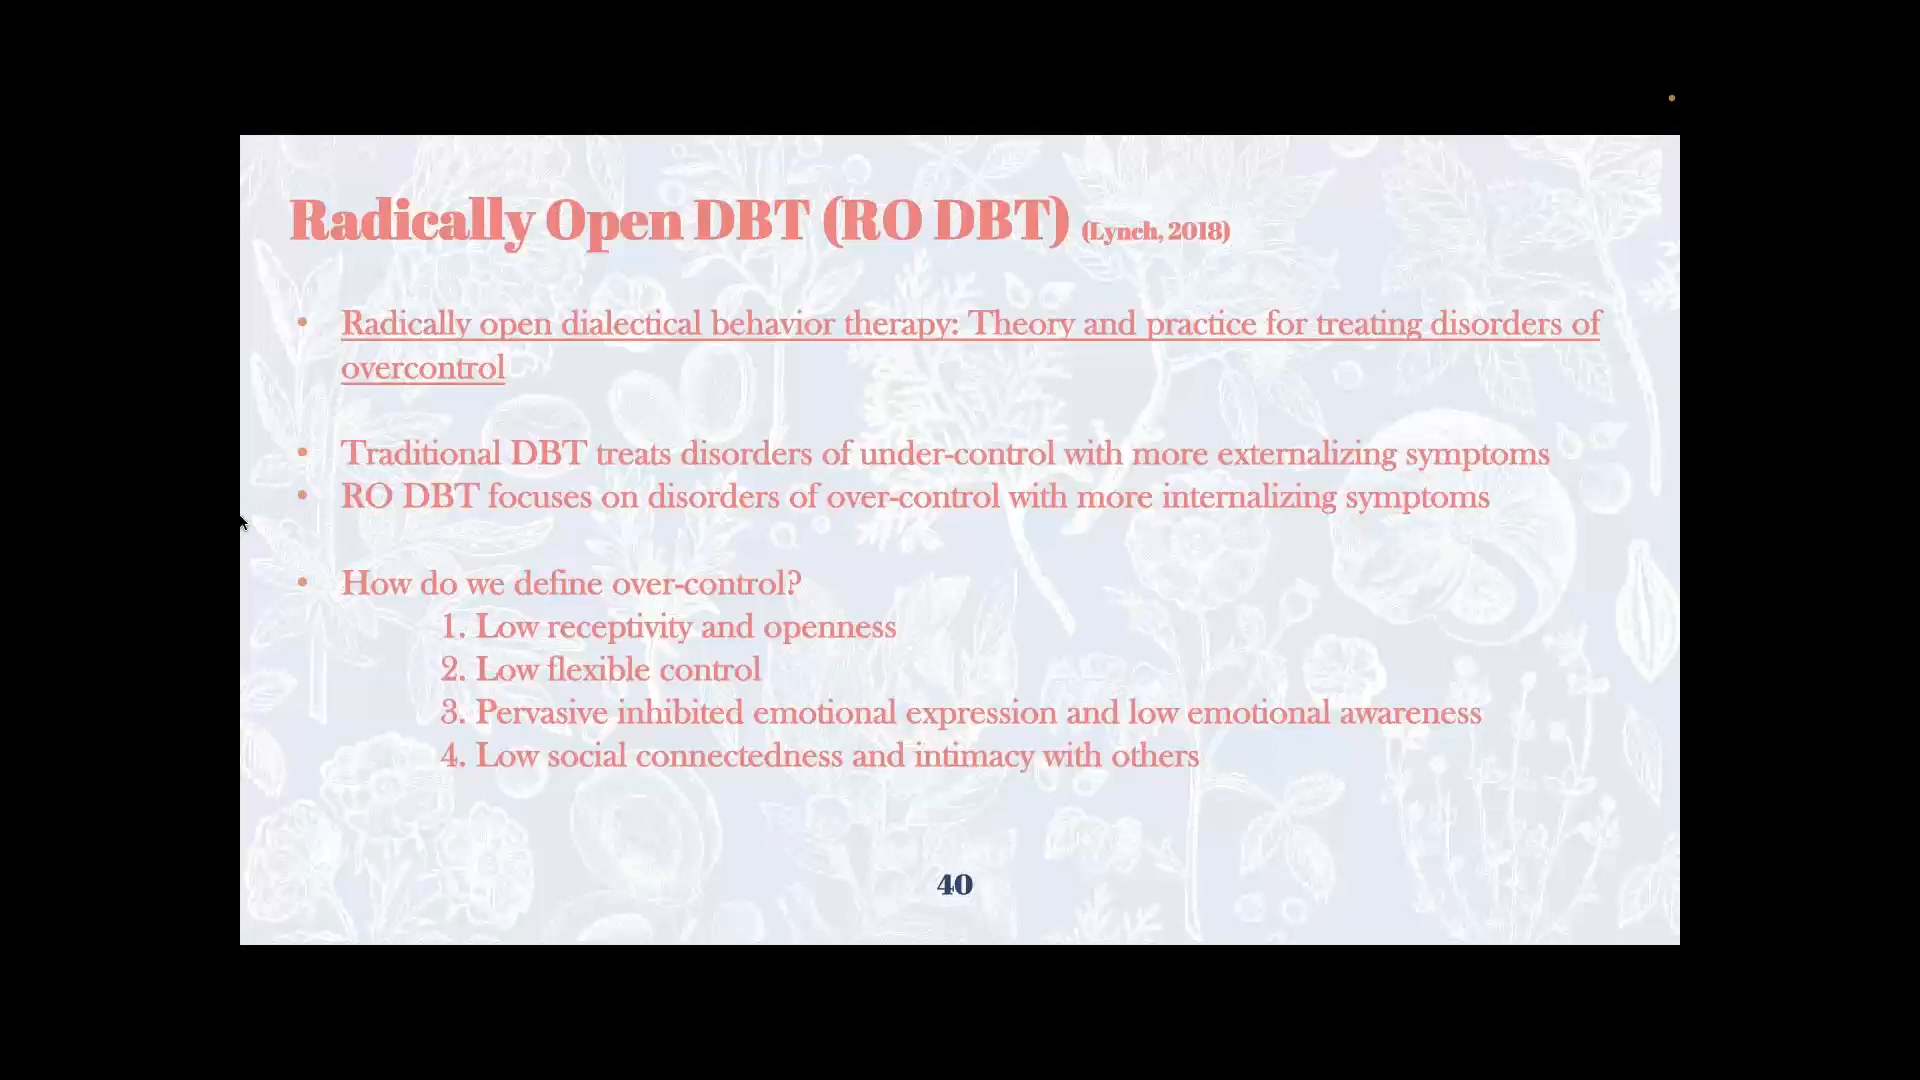 Radically Open DBT (RO DBT) (Lynch, 2018)
• Radically open dialectical behavior therapy: Theory and practice for treating disorders of
overcontrol
• Traditional DBT treats disorders of under-control with more externalizing symptoms
• RO DBT focuses on disorders of over-control with more internalizing symptoms
• How do we define over-control?
1. Low receptivity and openness
2. Low flexible control
3. Pervasive inhibited emotional expression and low emotional awareness
4. Low social connectedness and intimacy with others
40